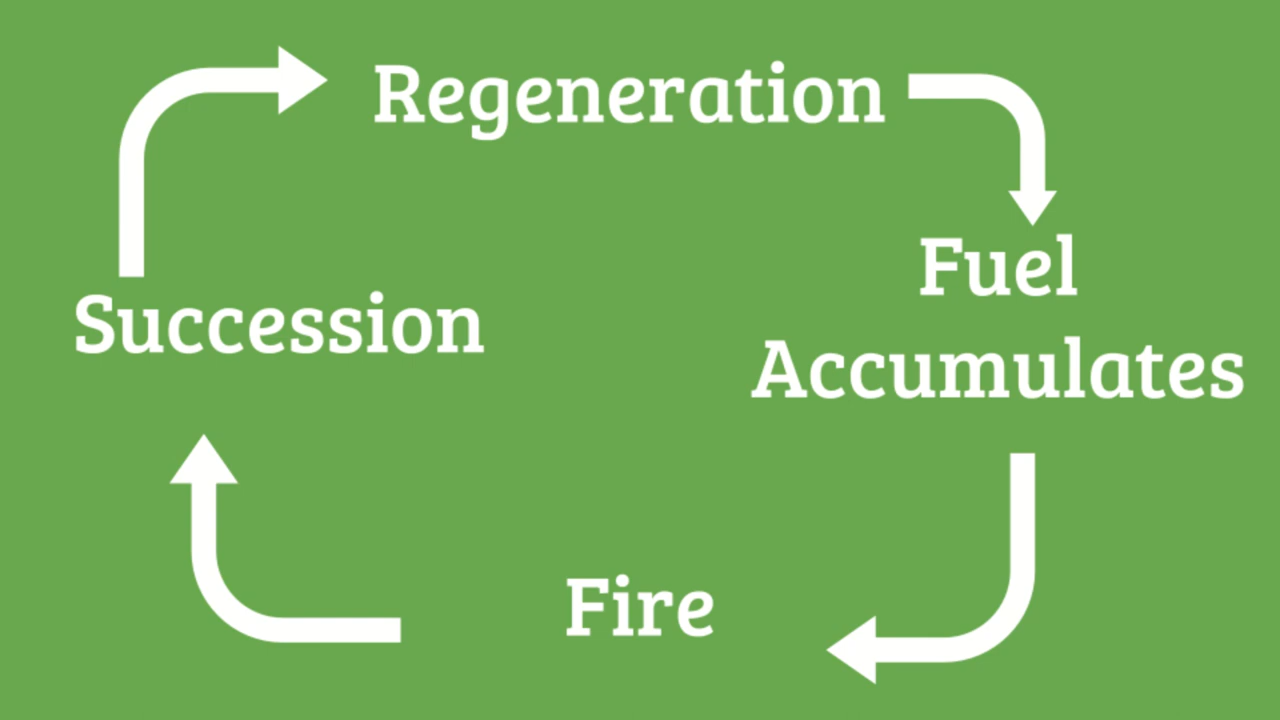 Regeneration
Fuel
Accumulates
Succession
Fire